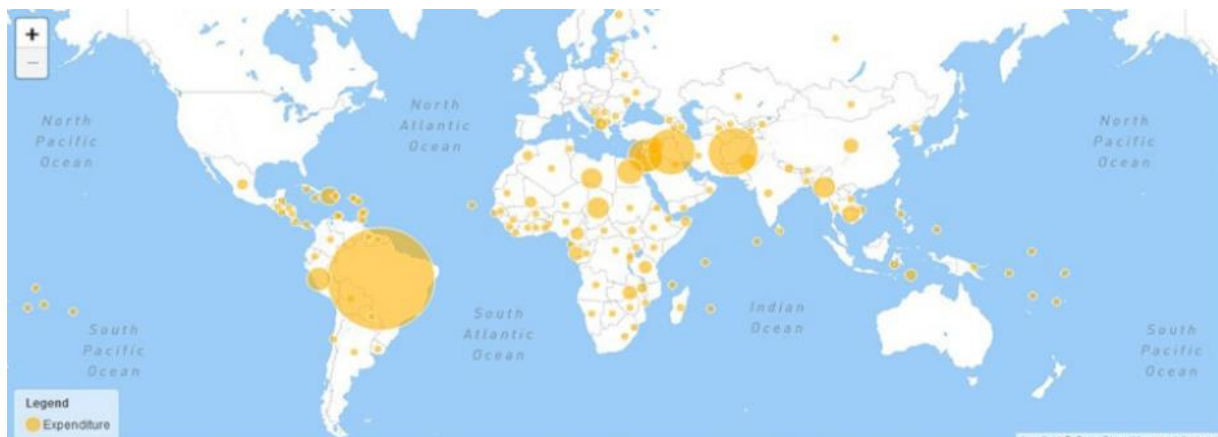 +
−
North
Pacific
Ocean
North
Atlantic
Ocean
North
Pacific
Ocean
South
Pacific
Ocean
South
Atlantic
Ocean
Indian
Ocean
South
Pacific
Ocean
Legend
Expenditure